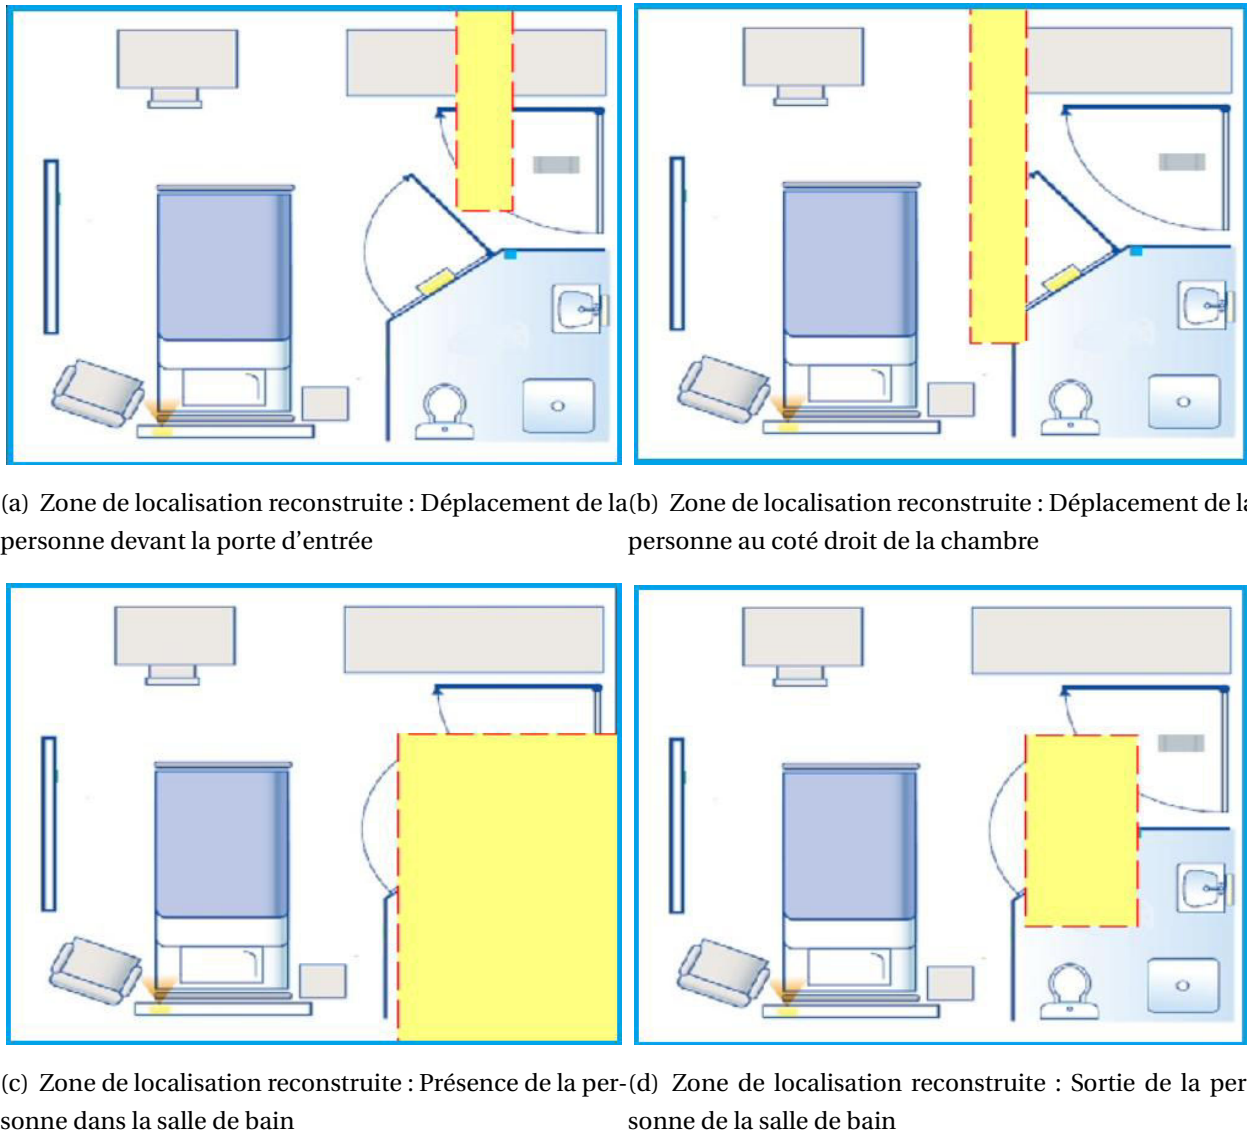 (a) Zone de localisation reconstruite : Déplacement de la
personne devant la porte d'entrée
(b) Zone de localisation reconstruite : Déplacement de la
personne au coté droit de la chambre
(c) Zone de localisation reconstruite : Présence de la per-
sonne dans la salle de bain
(d) Zone de localisation reconstruite : Sortie de la per
sonne de la salle de bain